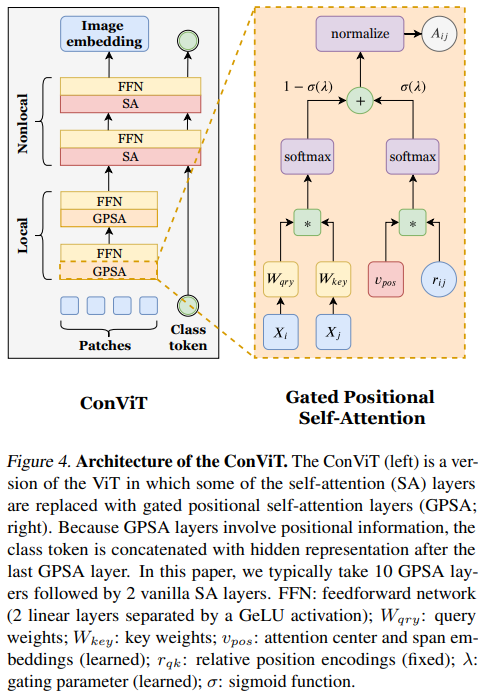 Image
embedding
FFN
SA
FFN
SA
Nonlocal
FFN
GPSA
FFN
GPSA
Local
Patches
Class
token
ConViT
normalize
A_ij
1 − σ(λ)
+
σ(λ)
softmax
softmax
*
*
W_qry
W_key
v_pos
r_ij
X_i
X_j
Gated Positional
Self-Attention
Figure 4. Architecture of the ConViT. The ConViT (left) is a ver-
sion of the ViT in which some of the self-attention (SA) layers
are replaced with gated positional self-attention layers (GPSA;
right). Because GPSA layers involve positional information, the
class token is concatenated with hidden representation after the
last GPSA layer. In this paper, we typically take 10 GPSA lay-
ers followed by 2 vanilla SA layers. FFN: feedforward network
(2 linear layers separated by a GeLU activation); W_qry: query
weights; W_key: key weights; v_pos: attention center and span em-
beddings (learned); r_qk: relative position encodings (fixed); λ:
gating parameter (learned); σ: sigmoid function.